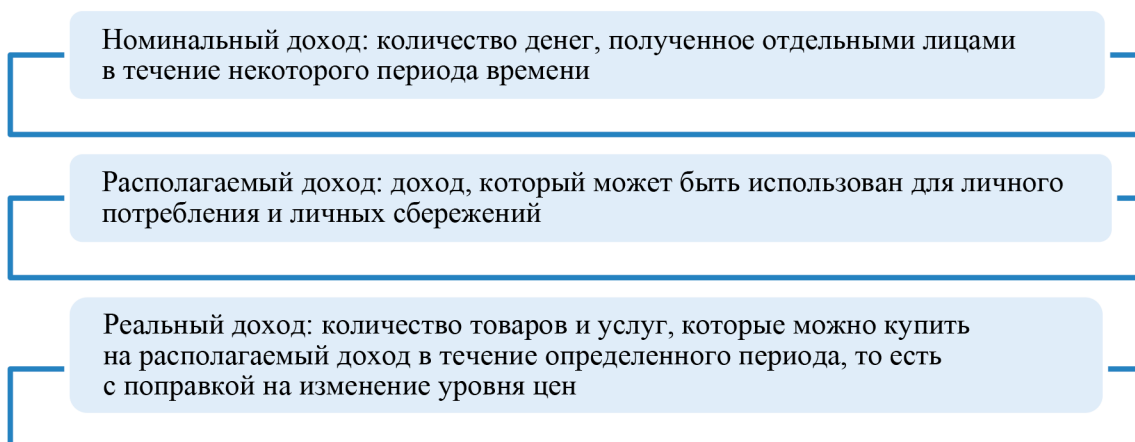 Номинальный доход: количество денег, полученное отдельными лицами
в течение некоторого периода времени
Располагаемый доход: доход, который может быть использован для личного
потребления и личных сбережений
Реальный доход: количество товаров и услуг, которые можно купить
на располагаемый доход в течение определенного периода, то есть
с поправкой на изменение уровня цен